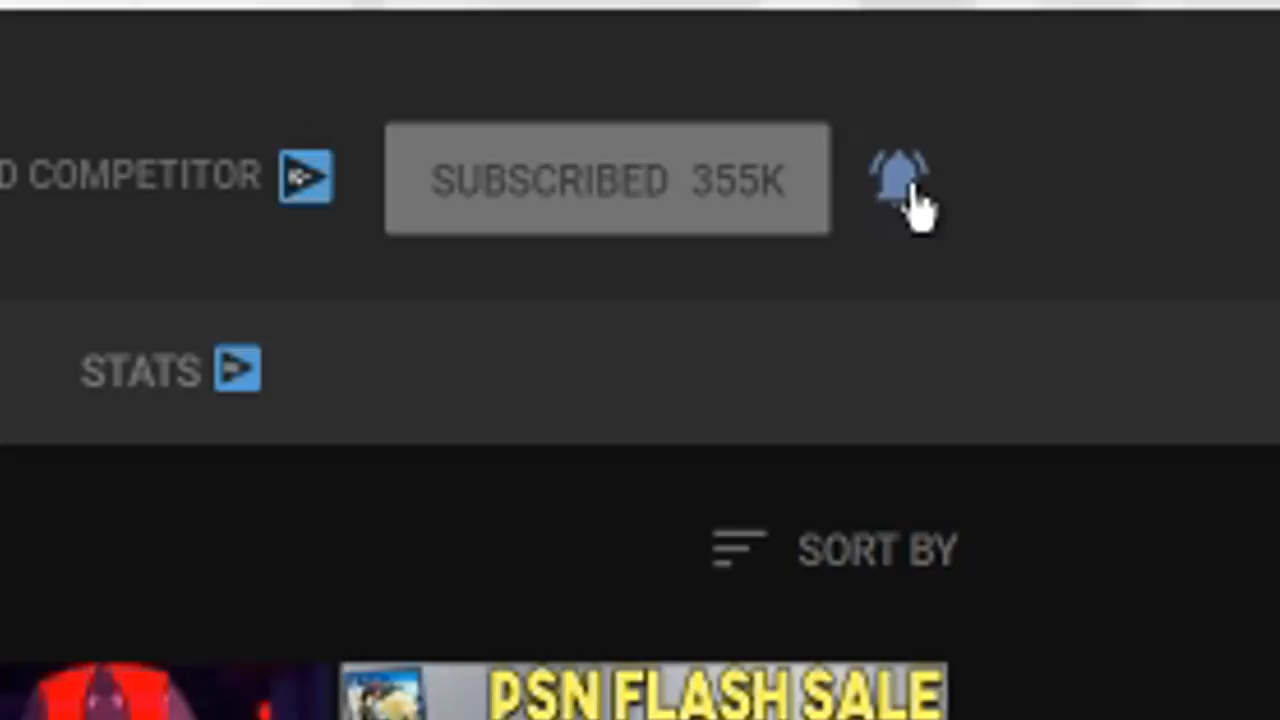 D COMPETITOR
SUBSCRIBED 355K
STATS
SORT BY
PSN FLASH SALE